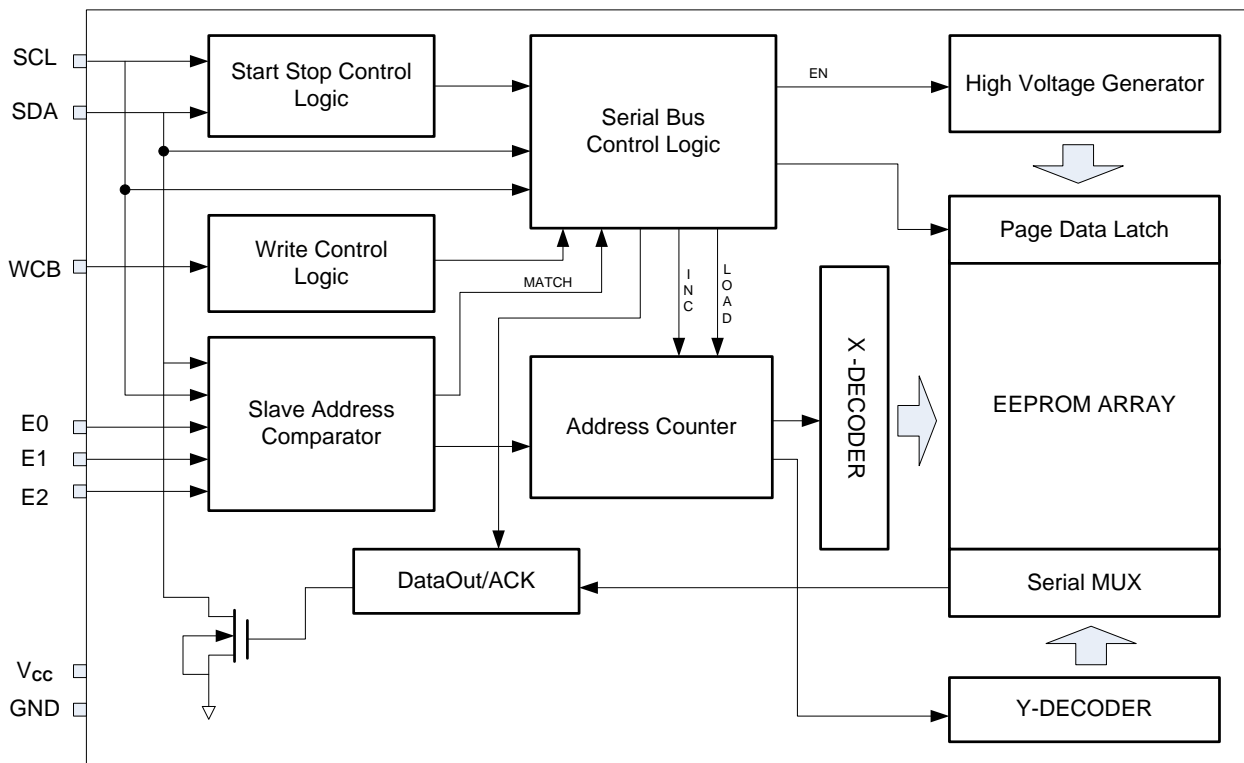 SCL
SDA
WCB
E0
E1
E2
Vcc
GND
Start Stop Control
Logic
Serial Bus
Control Logic
EN
High Voltage Generator
Write Control
Logic
MATCH
INC
LOAD
Page Data Latch
X -DECODER
EEPROM ARRAY
Slave Address
Comparator
Address Counter
DataOut/ACK
Serial MUX
Y-DECODER